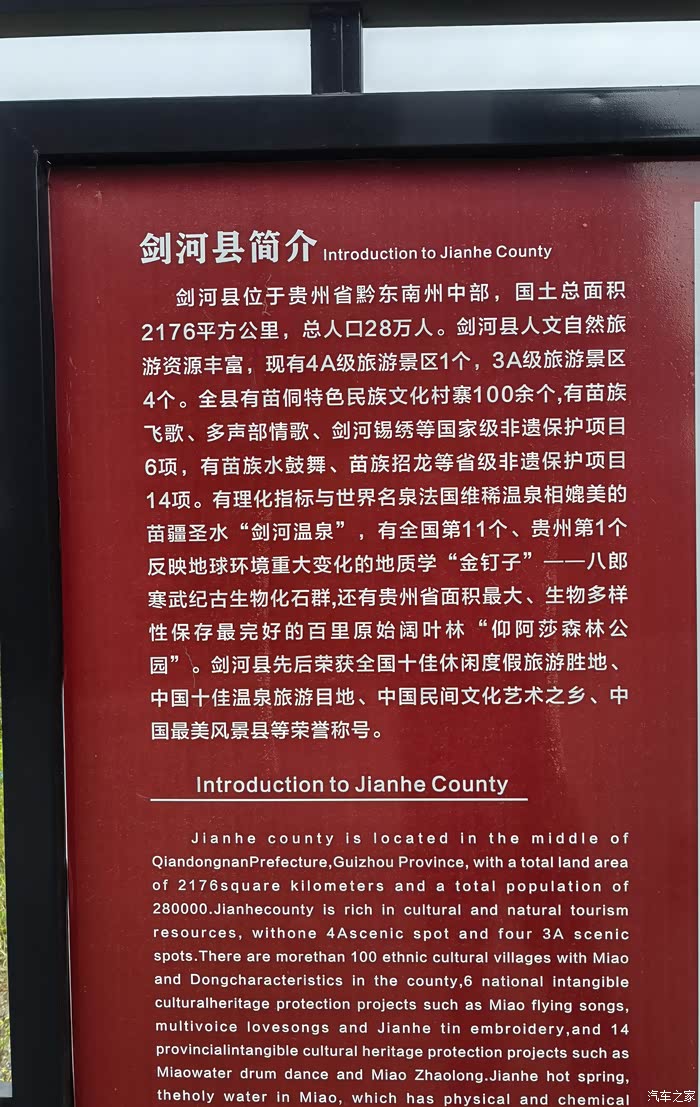 剑河县简介 Introduction to Jianhe County
剑河县位于贵州省黔东南州中部，国土总面积
2176平方公里，总人口28万人。剑河县人文自然旅
游资源丰富，现有4A级旅游景区1个，3A级旅游景区
4个。全县有苗侗特色民族文化村寨100余个,有苗族
飞歌、多声部情歌、剑河锡绣等国家级非遗保护项目
6项，有苗族水鼓舞、苗族招龙等省级非遗保护项目
14项。有理化指标与世界名泉法国维稀温泉相媲美的
苗疆圣水“剑河温泉”，有全国第11个、贵州第1个
反映地球环境重大变化的地质学“金钉子”——八郎
寒武纪古生物化石群,还有贵州省面积最大、生物多样
性保存最完好的百里原始阔叶林“仰阿莎森林公
园”。剑河县先后荣获全国十佳休闲度假旅游胜地、
中国十佳温泉旅游目地、中国民间文化艺术之乡、中
国最美风景县等荣誉称号。
Introduction to Jianhe County
Jianhe county is located in the middle of
QiandongnanPrefecture,Guizhou Province, with a total land area
of 2176square kilometers and a total population of
280000.Jianhecounty is rich in cultural and natural tourism
resources, withone 4Ascenic spot and four 3A scenic
spots.There are morethan 100 ethnic cultural villages with Miao
and Dongcharacteristics in the county,6 national intangible
culturalheritage protection projects such as Miao flying songs,
multivoice lovesongs and Jianhe tin embroidery,and 14
provincialintangible cultural heritage protection projects such as
Miaowater drum dance and Miao Zhaolong.Jianhe hot spring,
theholy water in Miao, which has physical and chemical
汽车之家